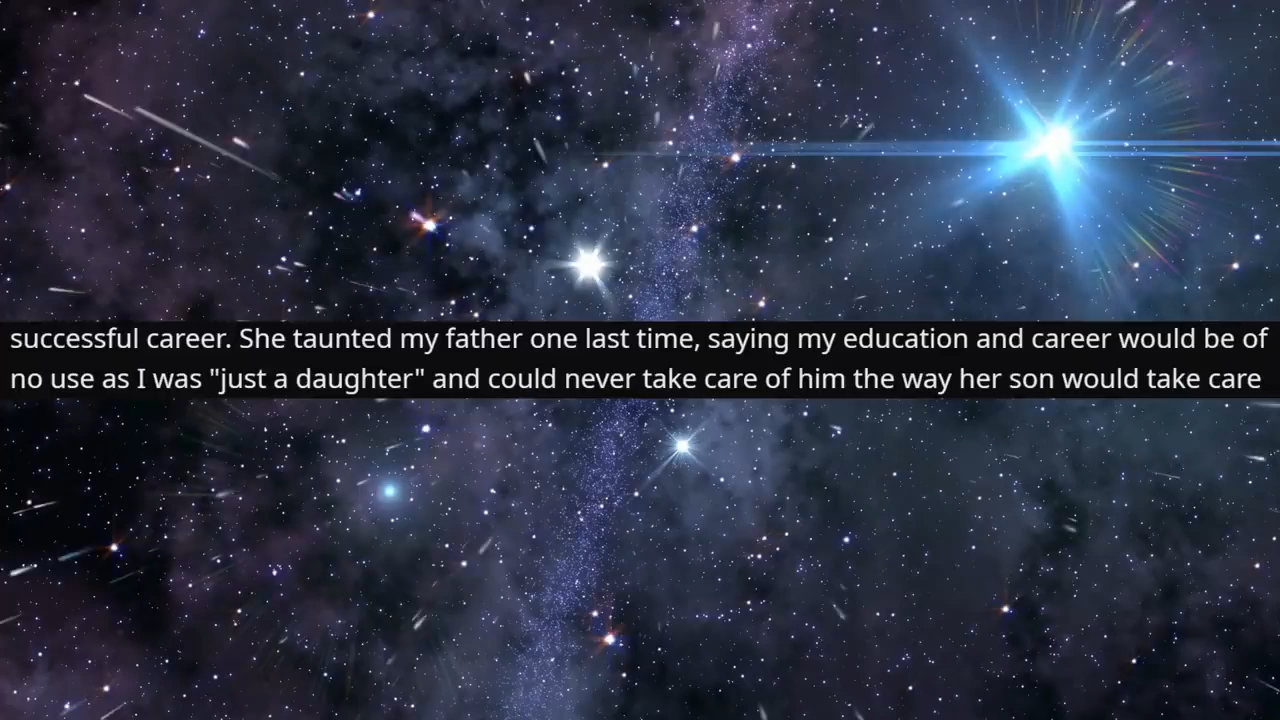 successful career. She taunted my father one last time, saying my education and career would be of
no use as I was "just a daughter" and could never take care of him the way her son would take care